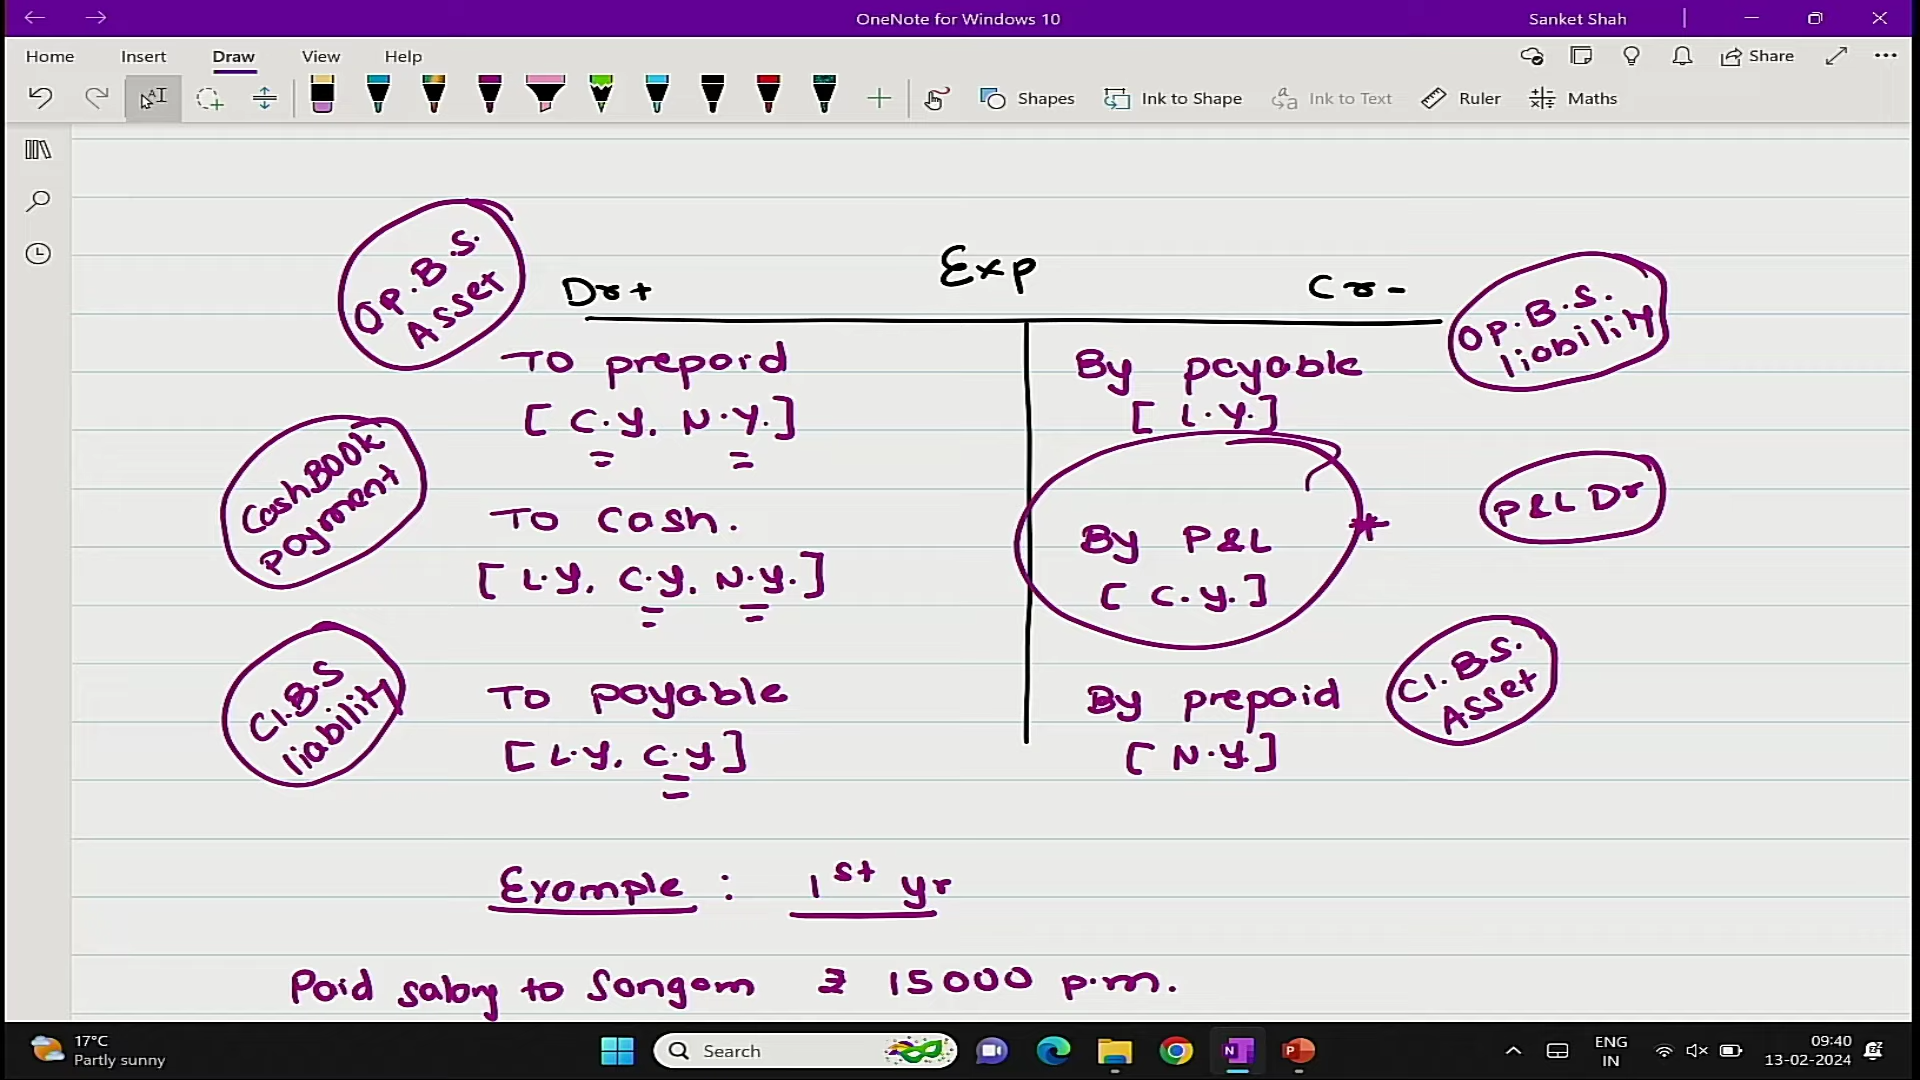 OneNote for Windows 10
Sanket Shah
Home Insert Draw View Help
Share
Shapes Ink to Shape Ink to Text Ruler Maths
Exp
Dr + Cr -
Op. B. S. Asset
Op. B. S. liability
To prepaid
[ C.Y, N.Y. ]
By payable
[ L.Y. ]
CashBook payment
To Cash.
[ L.Y, C.Y, N.Y. ]
By P&L
[ C.Y. ]
*
P&L Dr
Cl. B.S liability
To payable
[ L.Y, C.Y ]
By prepaid
[ N.Y. ]
Cl. B.S. Asset
Example : 1st yr
Paid salary to Sangam ₹ 15000 p.m.
17°C
Partly sunny
Search
ENG
IN
09:40
13-02-2024